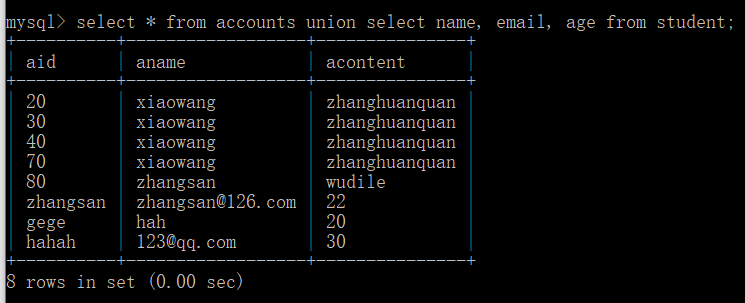 mysql> select * from accounts union select name, email, age from student;
aid aname acontent
20 xiaowang zhanghuanquan
30 xiaowang zhanghuanquan
40 xiaowang zhanghuanquan
70 xiaowang zhanghuanquan
80 zhangsan wudile
zhangsan zhangsan@126.com 22
gege hah 20
hahah 123@qq.com 30
8 rows in set (0.00 sec)